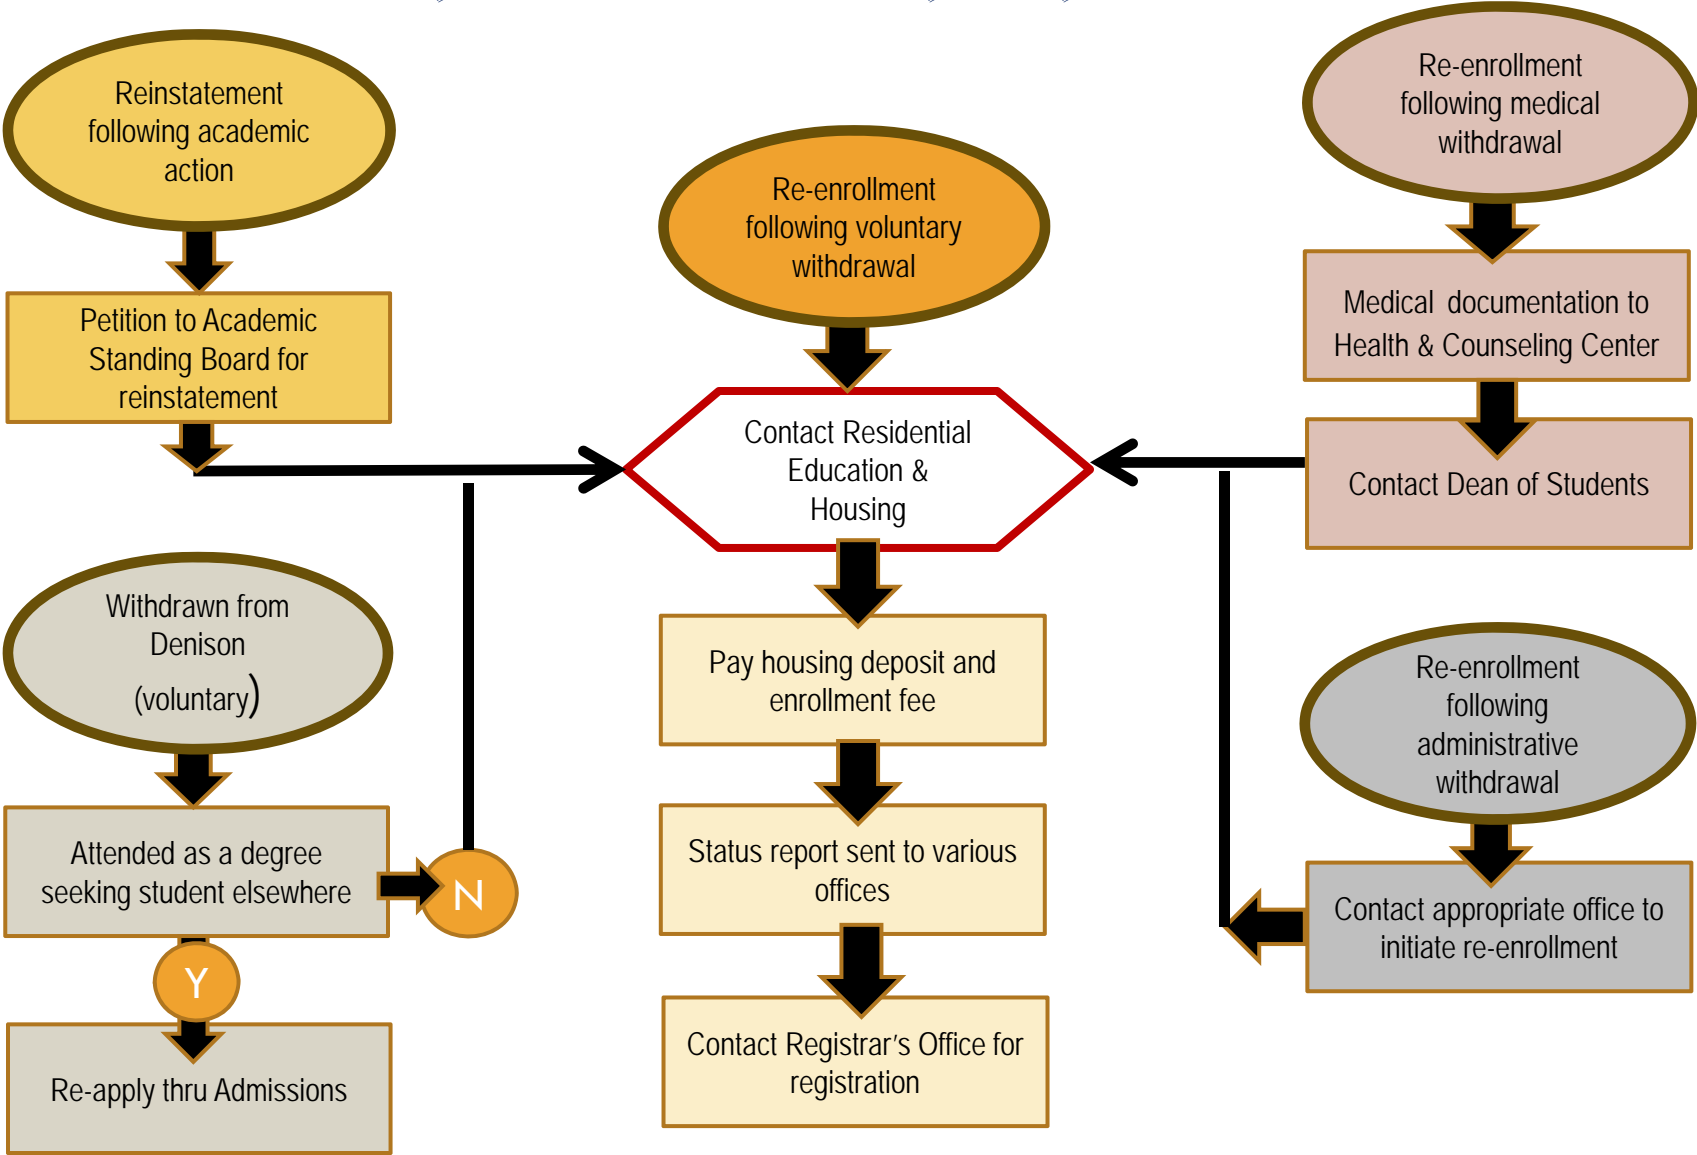 Reinstatement
following academic
action
Petition to Academic
Standing Board for
reinstatement
Withdrawn from
Denison
(voluntary)
Attended as a degree
seeking student elsewhere
N
Y
Re-apply thru Admissions
Re-enrollment
following voluntary
withdrawal
Contact Residential
Education &
Housing
Pay housing deposit and
enrollment fee
Status report sent to various
offices
Contact Registrar's Office for
registration
Re-enrollment
following medical
withdrawal
Medical documentation to
Health & Counseling Center
Contact Dean of Students
Re-enrollment
following
administrative
withdrawal
Contact appropriate office to
initiate re-enrollment